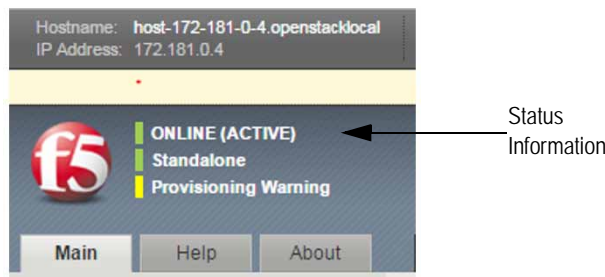 Hostname: host-172-181-0-4.openstacklocal
IP Address: 172.181.0.4
f5
ONLINE (ACTIVE)
Standalone
Provisioning Warning
Status
Information
Main Help About